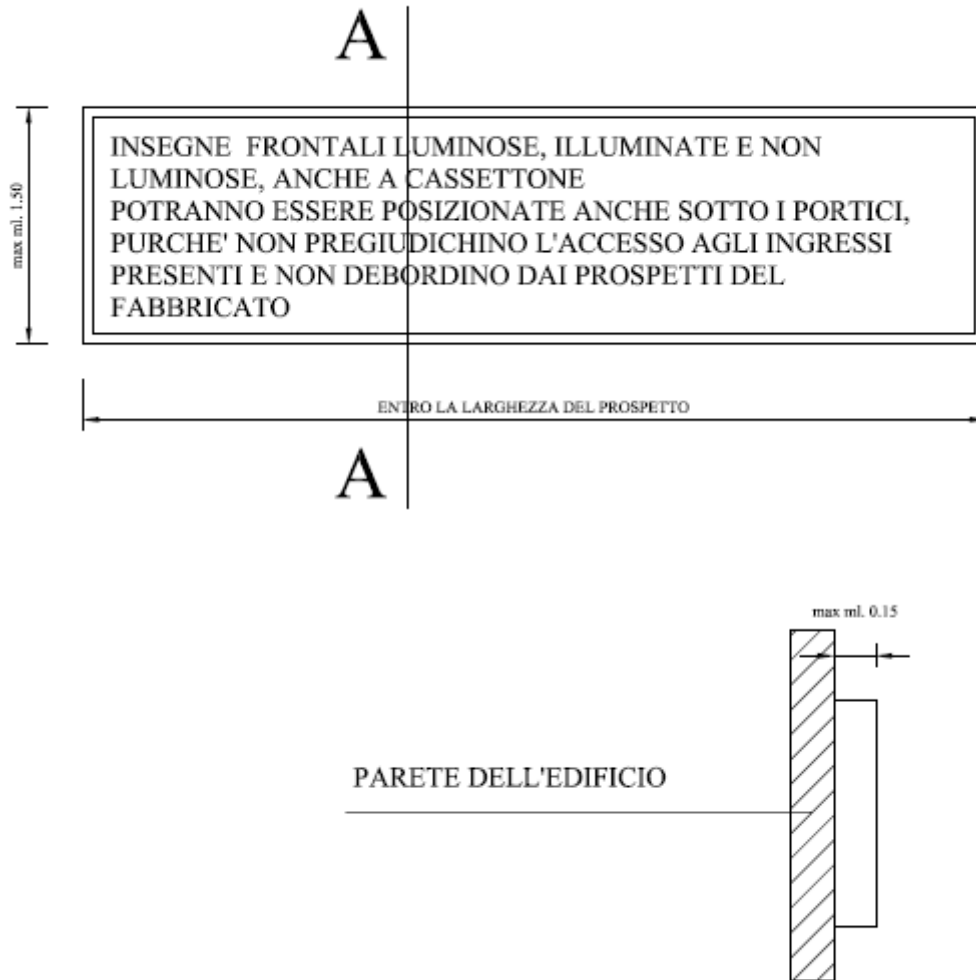 A
max ml. 1.50
INSEGNE FRONTALI LUMINOSE, ILLUMINATE E NON
LUMINOSE, ANCHE A CASSETTONE
POTRANNO ESSERE POSIZIONATE ANCHE SOTTO I PORTICI,
PURCHE' NON PREGIUDICHINO L'ACCESSO AGLI INGRESSI
PRESENTI E NON DEBORDINO DAI PROSPETTI DEL
FABBRICATO
ENTRO LA LARGHEZZA DEL PROSPETTO
A
max ml. 0.15
PARETE DELL'EDIFICIO